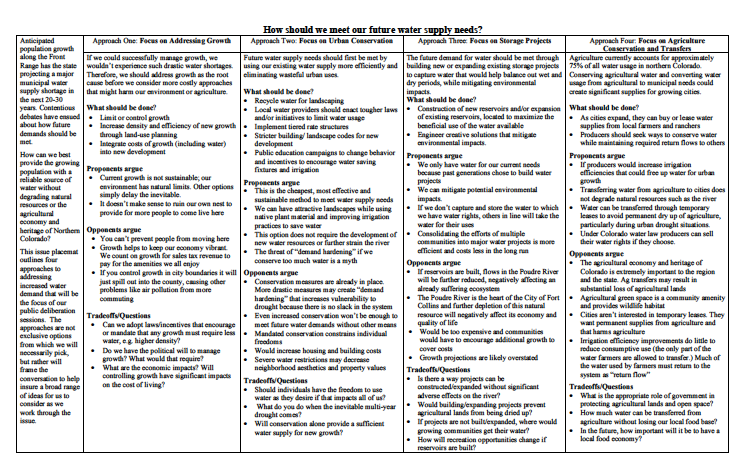 How should we meet our future water supply needs?
Anticipated
population growth
along the Front
Range has the state
projecting a major
municipal water
supply shortage in
the next 20-30
years. Contentious
debates have ensued
about how future
demands should be
met.
How can we best
provide the growing
population with a
reliable source of
water without
degrading natural
resources or the
agricultural
economy and
heritage of Northern
Colorado?
This issue placemat
outlines four
approaches to
addressing
increased water
demand that will be
the focus of our
public deliberation
sessions. The
approaches are not
exclusive options
from which we will
necessarily pick,
but rather will
frame the
conversation to help
insure a broad range
of ideas for us to
consider as we
work through the
issue.
Approach One: Focus on Addressing Growth
If we could successfully manage growth, we
wouldn't experience such drastic water shortages.
Therefore, we should address growth as the root
cause before we consider more costly approaches
that might harm our environment or agriculture.
What should be done?
• Limit or control growth
• Increase density and efficiency of new growth
through land-use planning
• Integrate costs of growth (including water)
into new development
Proponents argue
• Current growth is not sustainable; our
environment has natural limits. Other options
simply delay the inevitable.
• It doesn't make sense to ruin our own nest to
provide for more people to come live here
Opponents argue
• You can't prevent people from moving here
• Growth helps to keep our economy vibrant.
We count on growth for sales tax revenue to
pay for the amenities we all enjoy
• If you control growth in city boundaries it will
just spill out into the county, causing other
problems like air pollution from more
commuting
Tradeoffs/Questions
• Can we adopt laws/incentives that encourage
or mandate that any growth must require less
water, e.g. higher density?
• Do we have the political will to manage
growth? What would that require?
• What are the economic impacts? Will
controlling growth have significant impacts
on the cost of living?
Approach Two: Focus on Urban Conservation
Future water supply needs should first be met by
using our existing water supply more efficiently and
eliminating wasteful urban uses.
What should be done?
• Recycle water for landscaping
• Local water providers should enact tougher laws
and/or initiatives to limit water usage
• Implement tiered rate structures
• Stricter building/ landscape codes for new
development
• Public education campaigns to change behavior
and incentives to encourage water saving
fixtures and irrigation
Proponents argue
• This is the cheapest, most effective and
sustainable method to meet water supply needs
• We can have attractive landscapes while using
native plant material and improving irrigation
practices to save water
• This option does not require the development of
new water resources or further strain the river
• The threat of "demand hardening" if we
conserve too much water is a myth
Opponents argue
• Conservation measures are already in place.
More drastic measures may create "demand
hardening" that increases vulnerability to
drought because there is no slack in the system
• Even increased conservation won't be enough to
meet future water demands without other means
• Mandated conservation constrains individual
freedoms
• Would increase housing and building costs
• Severe water restrictions may decrease
neighborhood aesthetics and property values
Tradeoffs/Questions
• Should individuals have the freedom to use
water as they desire if that impacts all of us?
• What do you do when the inevitable multi-year
drought comes?
• Will conservation alone provide a sufficient
water supply for new growth?
Approach Three: Focus on Storage Projects
The future demand for water should be met through
building new or expanding existing storage projects
to capture water that would help balance out wet and
dry periods, while mitigating environmental
impacts.
What should be done?
• Construction of new reservoirs and/or expansion
of existing reservoirs, located to maximize the
beneficial use of the water available
• Engineer creative solutions that mitigate
environmental impacts.
Proponents argue
• We only have water for our current needs
because past generations chose to build water
projects
• We can mitigate potential environmental
impacts.
• If we don't capture and store the water to which
we have water rights, others in line will take the
water for their uses
• Consolidating the efforts of multiple
communities into major water projects is more
efficient and costs less in the long run
Opponents argue
• If reservoirs are built, flows in the Poudre River
will be further reduced, negatively affecting an
already suffering ecosystem
• The Poudre River is the heart of the City of Fort
Collins and further depletion of this natural
resource will negatively affect its economy and
quality of life
• Would be too expensive and communities
would have to encourage additional growth to
cover costs
• Growth projections are likely overstated
Tradeoffs/Questions
• Is there a way projects can be
constructed/expanded without significant
adverse effects on the river?
• Would building/expanding projects prevent
agricultural lands from being dried up?
• If projects are not built/expanded, where would
growing communities get their water?
• How will recreation opportunities change if
reservoirs are built?
Approach Four: Focus on Agriculture
Conservation and Transfers
Agriculture currently accounts for approximately
75% of all water usage in northern Colorado.
Conserving agricultural water and converting water
usage from agricultural to municipal needs could
create significant supplies for growing cities.
What should be done?
• As cities expand, they can buy or lease water
supplies from local farmers and ranchers
• Producers should seek ways to conserve water
while maintaining required return flows to others
Proponents argue
• If producers would increase irrigation
efficiencies that could free up water for urban
growth
• Transferring water from agriculture to cities does
not degrade natural resources such as the river
• Water can be transferred through temporary
leases to avoid permanent dry up of agriculture,
particularly during urban drought situations.
• Under Colorado water law producers can sell
their water rights if they choose.
Opponents argue
• The agricultural economy and heritage of
Colorado is extremely important to the region
and the state. Ag transfers may result in
substantial loss of agricultural lands
• Agricultural green space is a community amenity
and provides wildlife habitat
• Cities aren't interested in temporary leases. They
want permanent supplies from agriculture and
that harms agriculture
• Irrigation efficiency improvements do little to
reduce consumptive use (the only part of the
water farmers are allowed to transfer.) Much of
the water used by farmers must return to the
system as "return flow"
Tradeoffs/Questions
• What is the appropriate role of government in
protecting agricultural lands and open space?
• How much water can be transferred from
agriculture without losing our local food base?
• In the future, how important will it be to have a
local food economy?